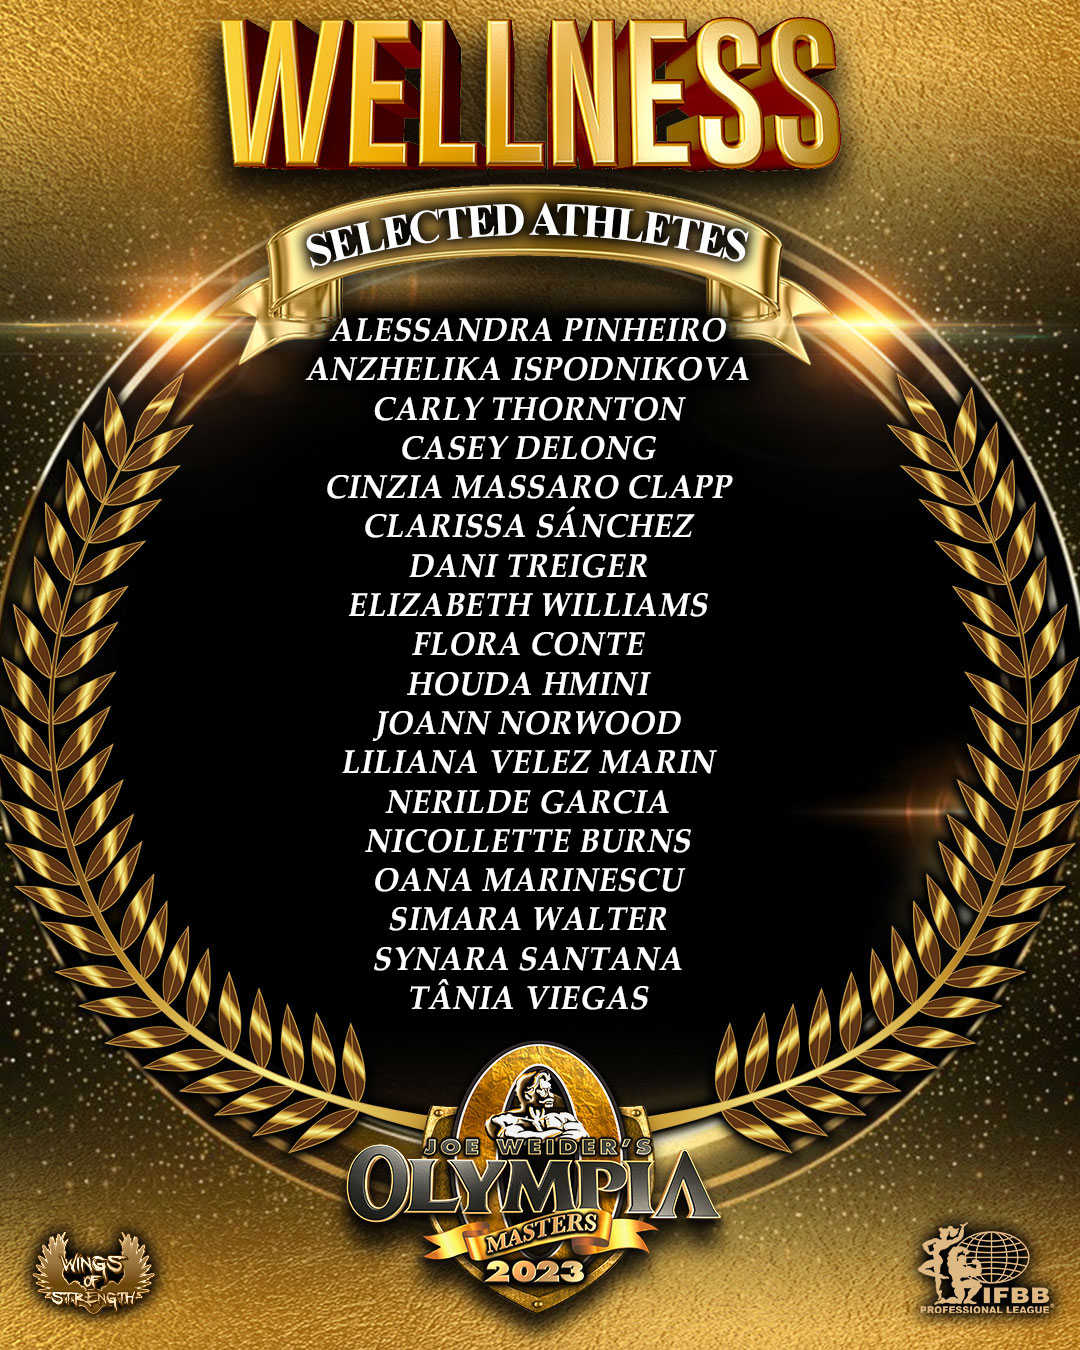 WELLNESS
SELECTED ATHLETES
ALESSANDRA PINHEIRO
ANZHELIKA ISPODNIKOVA
CARLY THORNTON
CASEY DELONG
CINZIA MASSARO CLAPP
CLARISSA SÁNCHEZ
DANI TREIGER
ELIZABETH WILLIAMS
FLORA CONTE
HOUDA HMINI
JOANN NORWOOD
LILIANA VELEZ MARIN
NERILDE GARCIA
NICOLLETTE BURNS
OANA MARINESCU
SIMARA WALTER
SYNARA SANTANA
TÂNIA VIEGAS
JOE WEIDER'S
OLYMPIA
MASTERS
2023
WINGS
OF
STRENGTH
IFBB
PROFESSIONAL LEAGUE